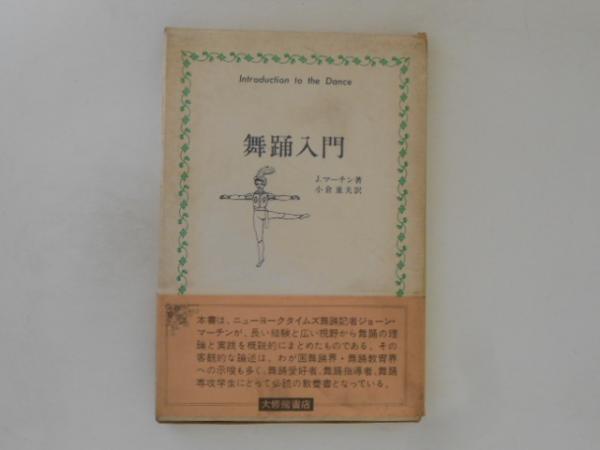 Introduction to the Dance
舞踊入門
J.マーチン著
小倉重夫訳
本書は、ニューヨークタイムズ舞踊記者ジョーン・
マーチンが、長い経験と広い視野から舞踊の理
論と実践を概説的にまとめたものである。その
客観的な論述は、わが国舞踊界・舞踊教育界
への示唆も多く、舞踊愛好者、舞踊指導者、舞踊
専攻学生にとって必読の教養書となっている。
大修館書店